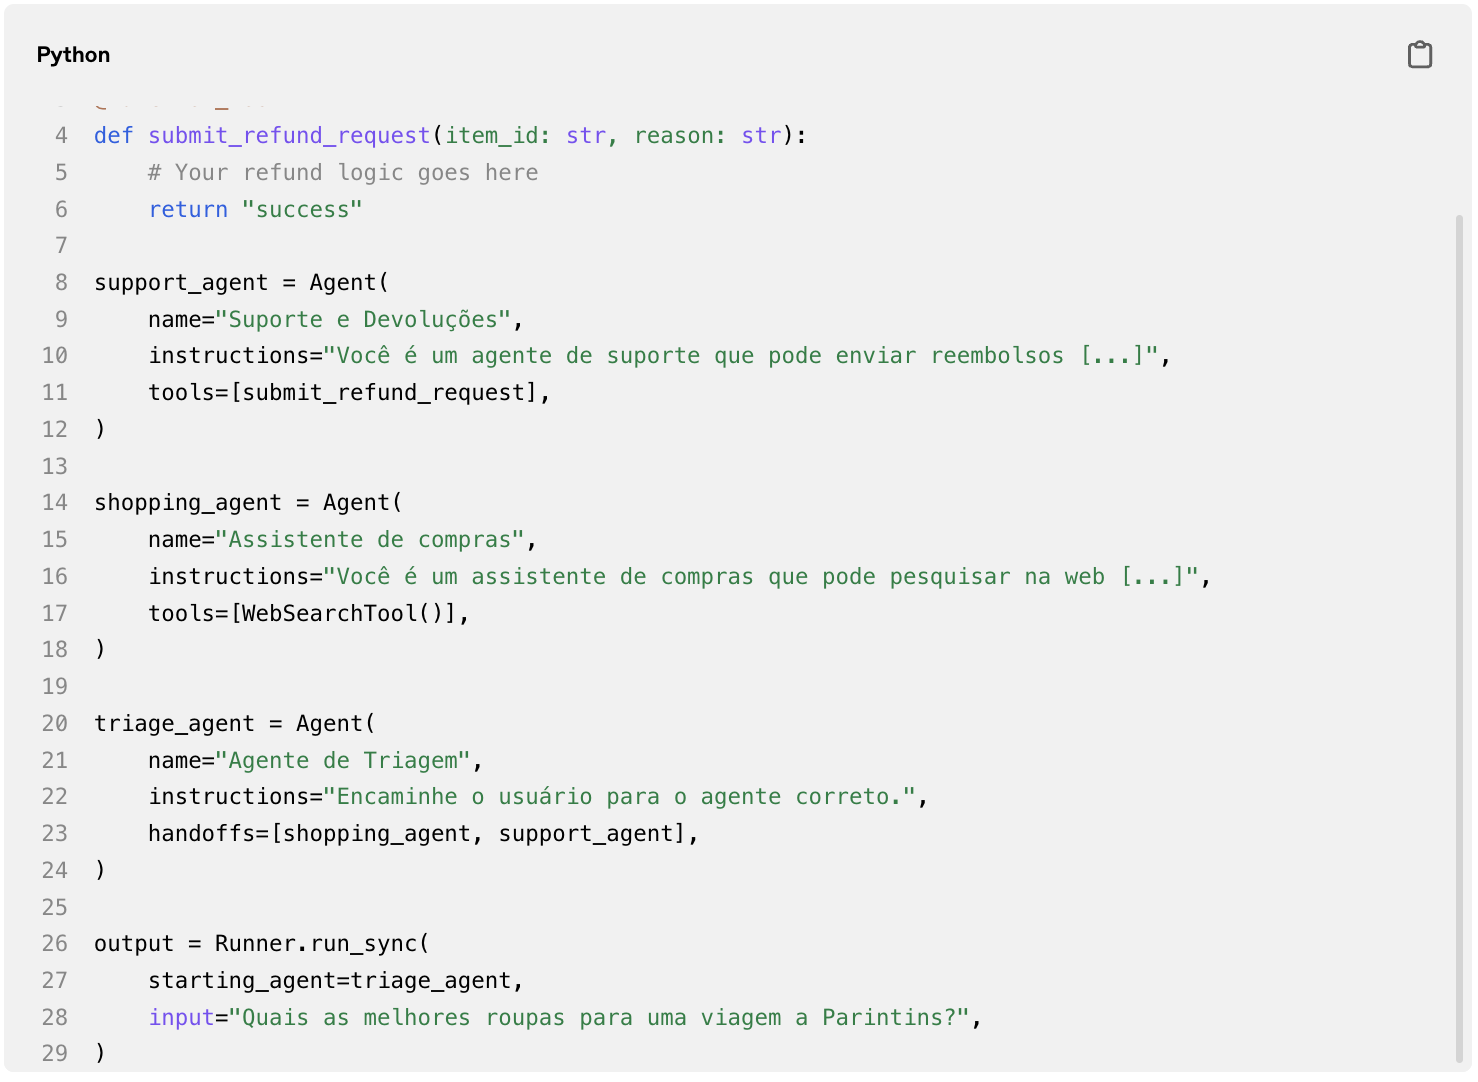 Python
4 def submit_refund_request(item_id: str, reason: str):
5     # Your refund logic goes here
6     return "success"
7
8 support_agent = Agent(
9     name="Suporte e Devoluções",
10     instructions="Você é um agente de suporte que pode enviar reembolsos [...]",
11     tools=[submit_refund_request],
12 )
13
14 shopping_agent = Agent(
15     name="Assistente de compras",
16     instructions="Você é um assistente de compras que pode pesquisar na web [...]",
17     tools=[WebSearchTool()],
18 )
19
20 triage_agent = Agent(
21     name="Agente de Triagem",
22     instructions="Encaminhe o usuário para o agente correto.",
23     handoffs=[shopping_agent, support_agent],
24 )
25
26 output = Runner.run_sync(
27     starting_agent=triage_agent,
28     input="Quais as melhores roupas para uma viagem a Parintins?",
29 )